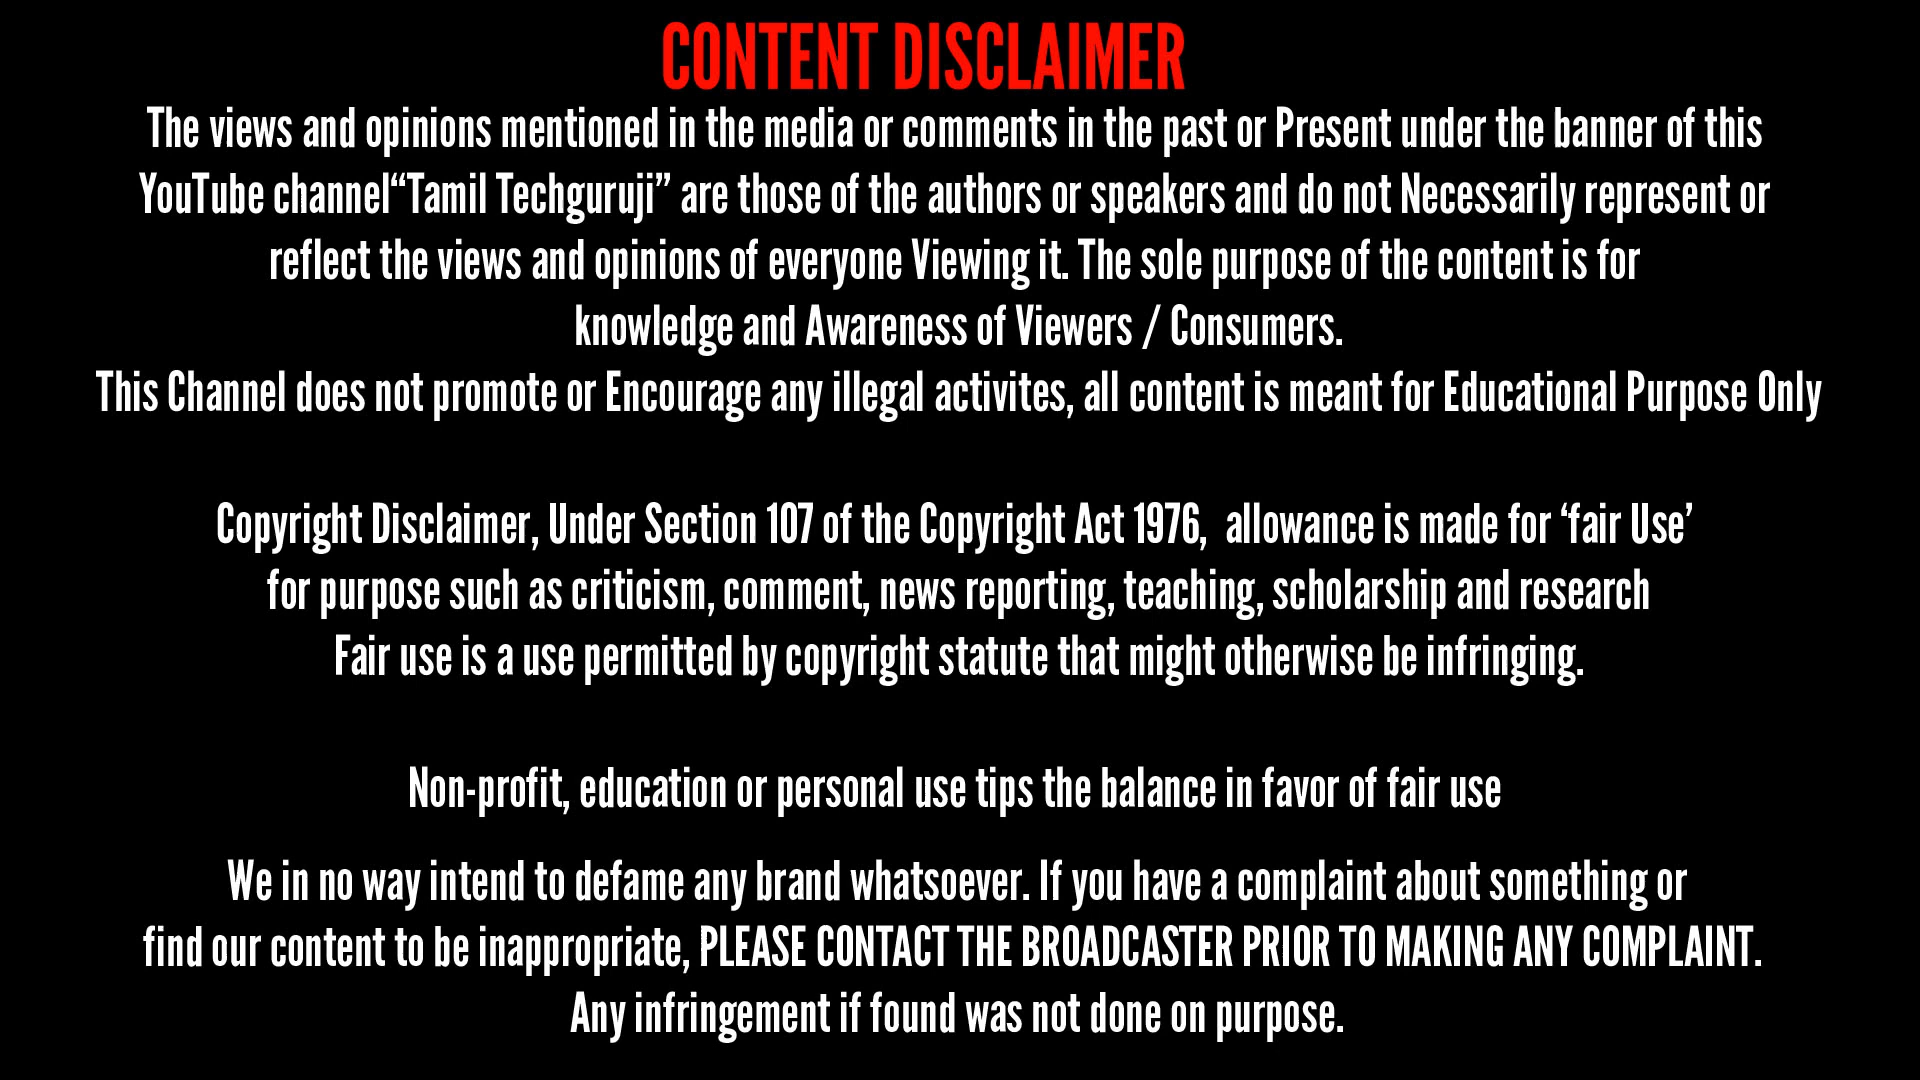 CONTENT DISCLAIMER
The views and opinions mentioned in the media or comments in the past or Present under the banner of this
YouTube channel“Tamil Techguruji” are those of the authors or speakers and do not Necessarily represent or
reflect the views and opinions of everyone Viewing it. The sole purpose of the content is for
knowledge and Awareness of Viewers / Consumers.
This Channel does not promote or Encourage any illegal activites, all content is meant for Educational Purpose Only
Copyright Disclaimer, Under Section 107 of the Copyright Act 1976, allowance is made for ‘fair Use’
for purpose such as criticism, comment, news reporting, teaching, scholarship and research
Fair use is a use permitted by copyright statute that might otherwise be infringing.
Non-profit, education or personal use tips the balance in favor of fair use
We in no way intend to defame any brand whatsoever. If you have a complaint about something or
find our content to be inappropriate, PLEASE CONTACT THE BROADCASTER PRIOR TO MAKING ANY COMPLAINT.
Any infringement if found was not done on purpose.